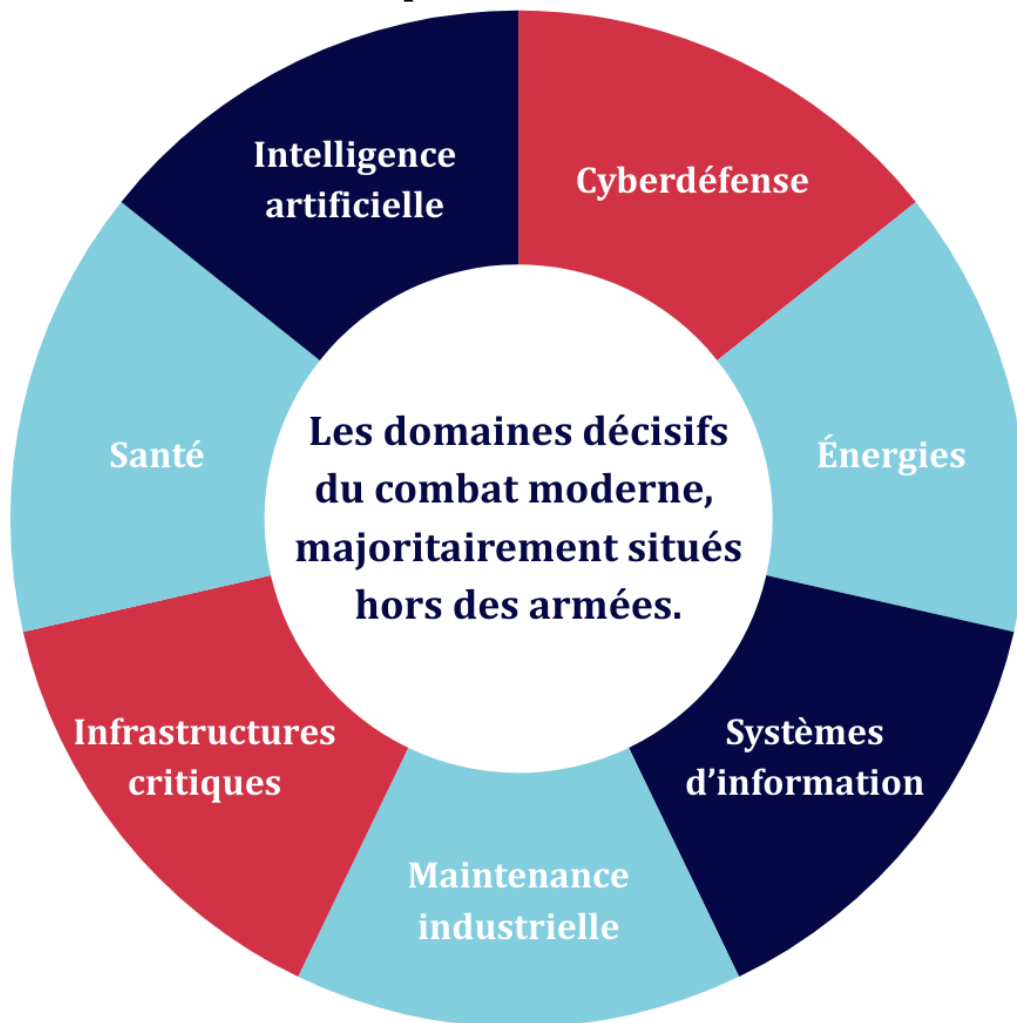 Intelligence
artificielle
Cyberdéfense
Santé
Énergies
Les domaines décisifs
du combat moderne,
majoritairement situés
hors des armées.
Infrastructures
critiques
Systèmes
d’information
Maintenance
industrielle